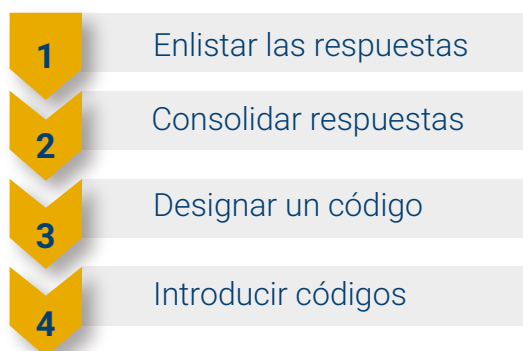 1 Enlistar las respuestas
2 Consolidar respuestas
3 Designar un código
4 Introducir códigos